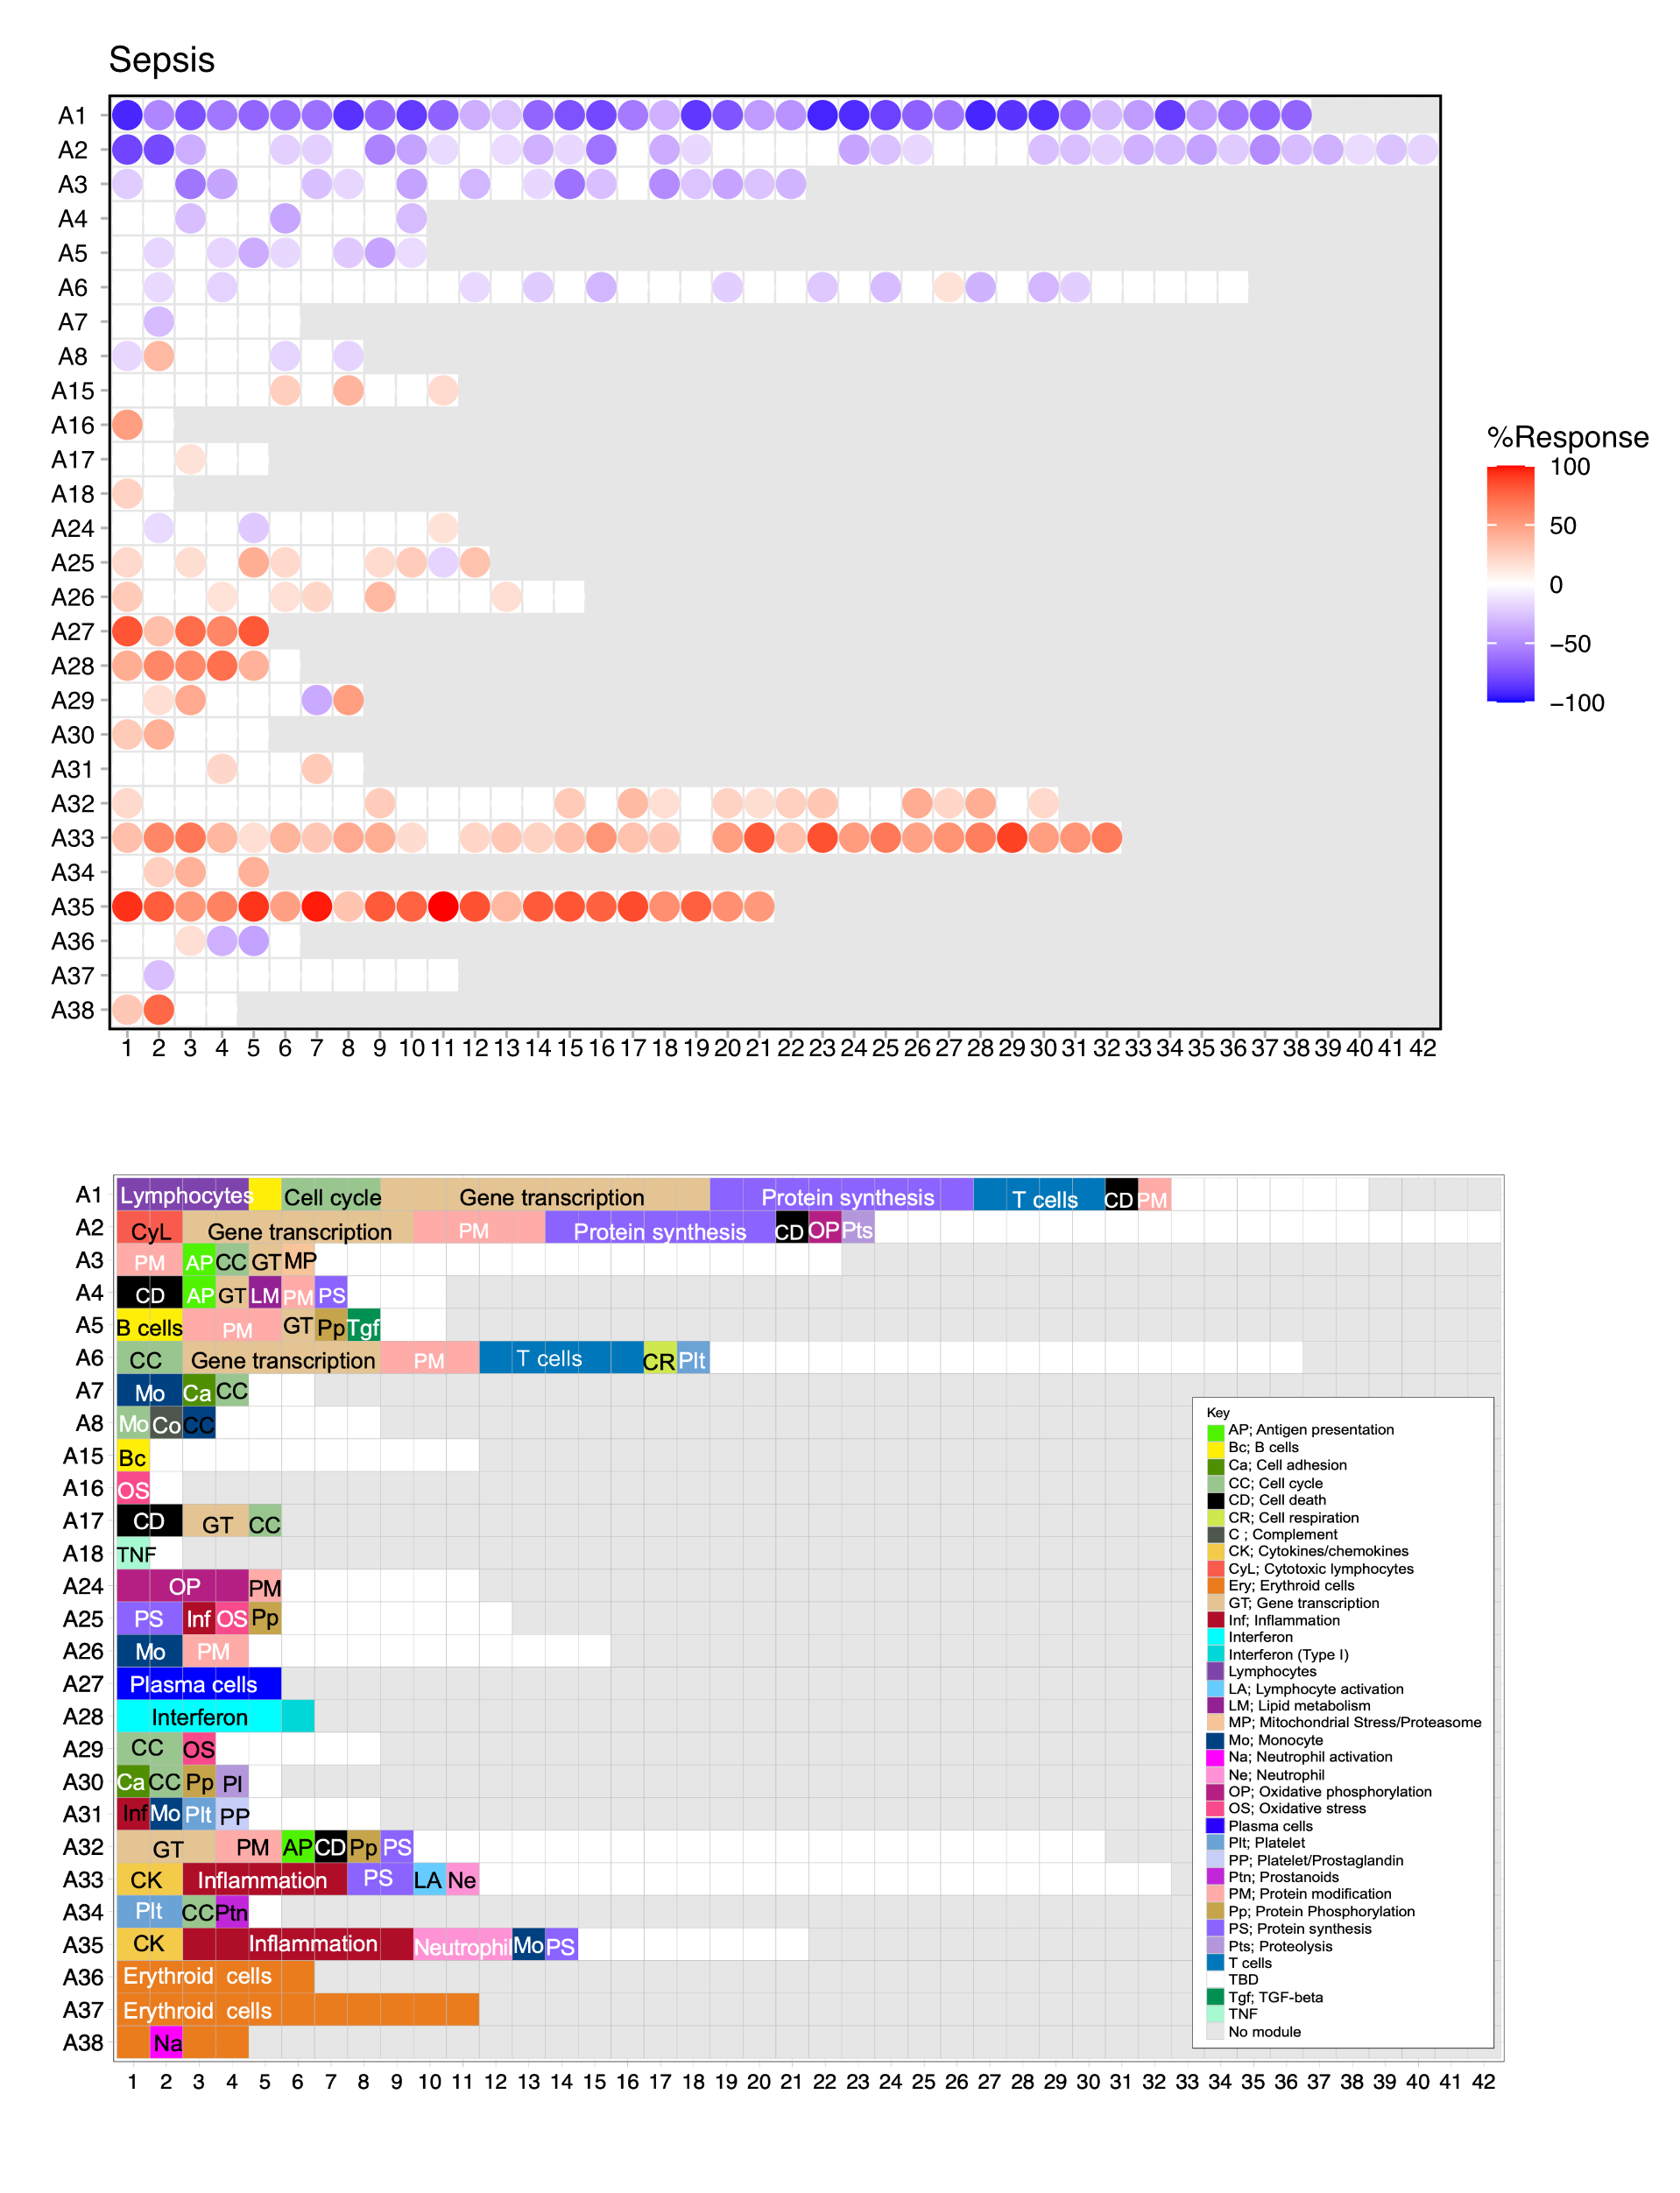 Sepsis
A1
A2
A3
A4
A5
A6
A7
A8
A15
A16
A17
A18
A24
A25
A26
A27
A28
A29
A30
A31
A32
A33
A34
A35
A36
A37
A38
1 2 3 4 5 6 7 8 9 10 11 12 13 14 15 16 17 18 19 20 21 22 23 24 25 26 27 28 29 30 31 32 33 34 35 36 37 38 39 40 41 42
%Response
100
50
0
−50
−100
A1 Lymphocytes Cell cycle Gene transcription Protein synthesis T cells CD PM
A2 CyL Gene transcription PM Protein synthesis CD OP Pts
A3 PM AP CC GT MP
A4 CD AP GT LM PM PS
A5 B cells PM GT Pp Tgf
A6 CC Gene transcription PM T cells CR Plt
A7 Mo Ca CC
A8 Mo Co CC
A15 Bc
A16 OS
A17 CD GT CC
A18 TNF
A24 OP PM
A25 PS Inf OS Pp
A26 Mo PM
A27 Plasma cells
A28 Interferon
A29 CC OS
A30 Ca CC Pp Pl
A31 Inf Mo Plt PP
A32 GT PM AP CD Pp PS
A33 CK Inflammation PS LA Ne
A34 Plt CC Ptn
A35 CK Inflammation Neutrophil Mo PS
A36 Erythroid cells
A37 Erythroid cells
A38 Na
1 2 3 4 5 6 7 8 9 10 11 12 13 14 15 16 17 18 19 20 21 22 23 24 25 26 27 28 29 30 31 32 33 34 35 36 37 38 39 40 41 42
Key
AP; Antigen presentation
Bc; B cells
Ca; Cell adhesion
CC; Cell cycle
CD; Cell death
CR; Cell respiration
C ; Complement
CK; Cytokines/chemokines
CyL; Cytotoxic lymphocytes
Ery; Erythroid cells
GT; Gene transcription
Inf; Inflammation
Interferon
Interferon (Type I)
Lymphocytes
LA; Lymphocyte activation
LM; Lipid metabolism
MP; Mitochondrial Stress/Proteasome
Mo; Monocyte
Na; Neutrophil activation
Ne; Neutrophil
OP; Oxidative phosphorylation
OS; Oxidative stress
Plasma cells
Plt; Platelet
PP; Platelet/Prostaglandin
Ptn; Prostanoids
PM; Protein modification
Pp; Protein Phosphorylation
PS; Protein synthesis
Pts; Proteolysis
T cells
TBD
Tgf; TGF-beta
TNF
No module